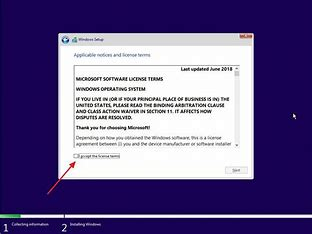 Windows Setup
Applicable notices and license terms
Last updated June 2018
MICROSOFT SOFTWARE LICENSE TERMS
WINDOWS OPERATING SYSTEM
IF YOU LIVE IN (OR IF YOUR PRINCIPAL PLACE OF BUSINESS IS IN) THE
UNITED STATES, PLEASE READ THE BINDING ARBITRATION CLAUSE
AND CLASS ACTION WAIVER IN SECTION 11. IT AFFECTS HOW
DISPUTES ARE RESOLVED.
Thank you for choosing Microsoft!
Depending on how you obtained the Windows software, this is a license
agreement between (i) you and the device manufacturer or software installer
I accept the license terms
Next
1 Collecting information
2 Installing Windows